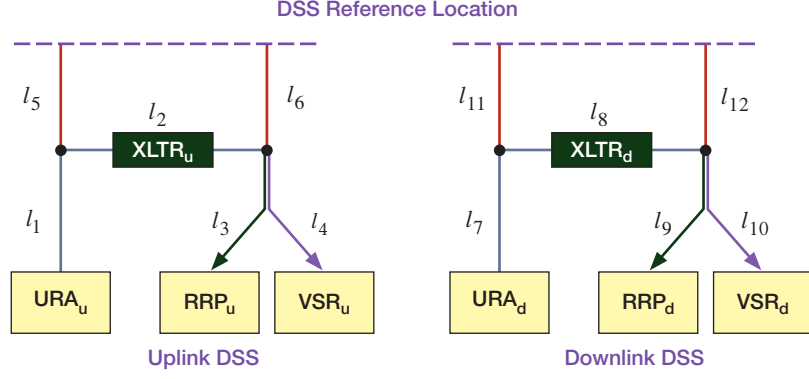 DSS Reference Location
l5 l2 l6 l11 l8 l12
XLTRu XLTRd
l1 l3 l4 l7 l9 l10
URAu RRPu VSRu URAd RRPd VSRd
Uplink DSS Downlink DSS